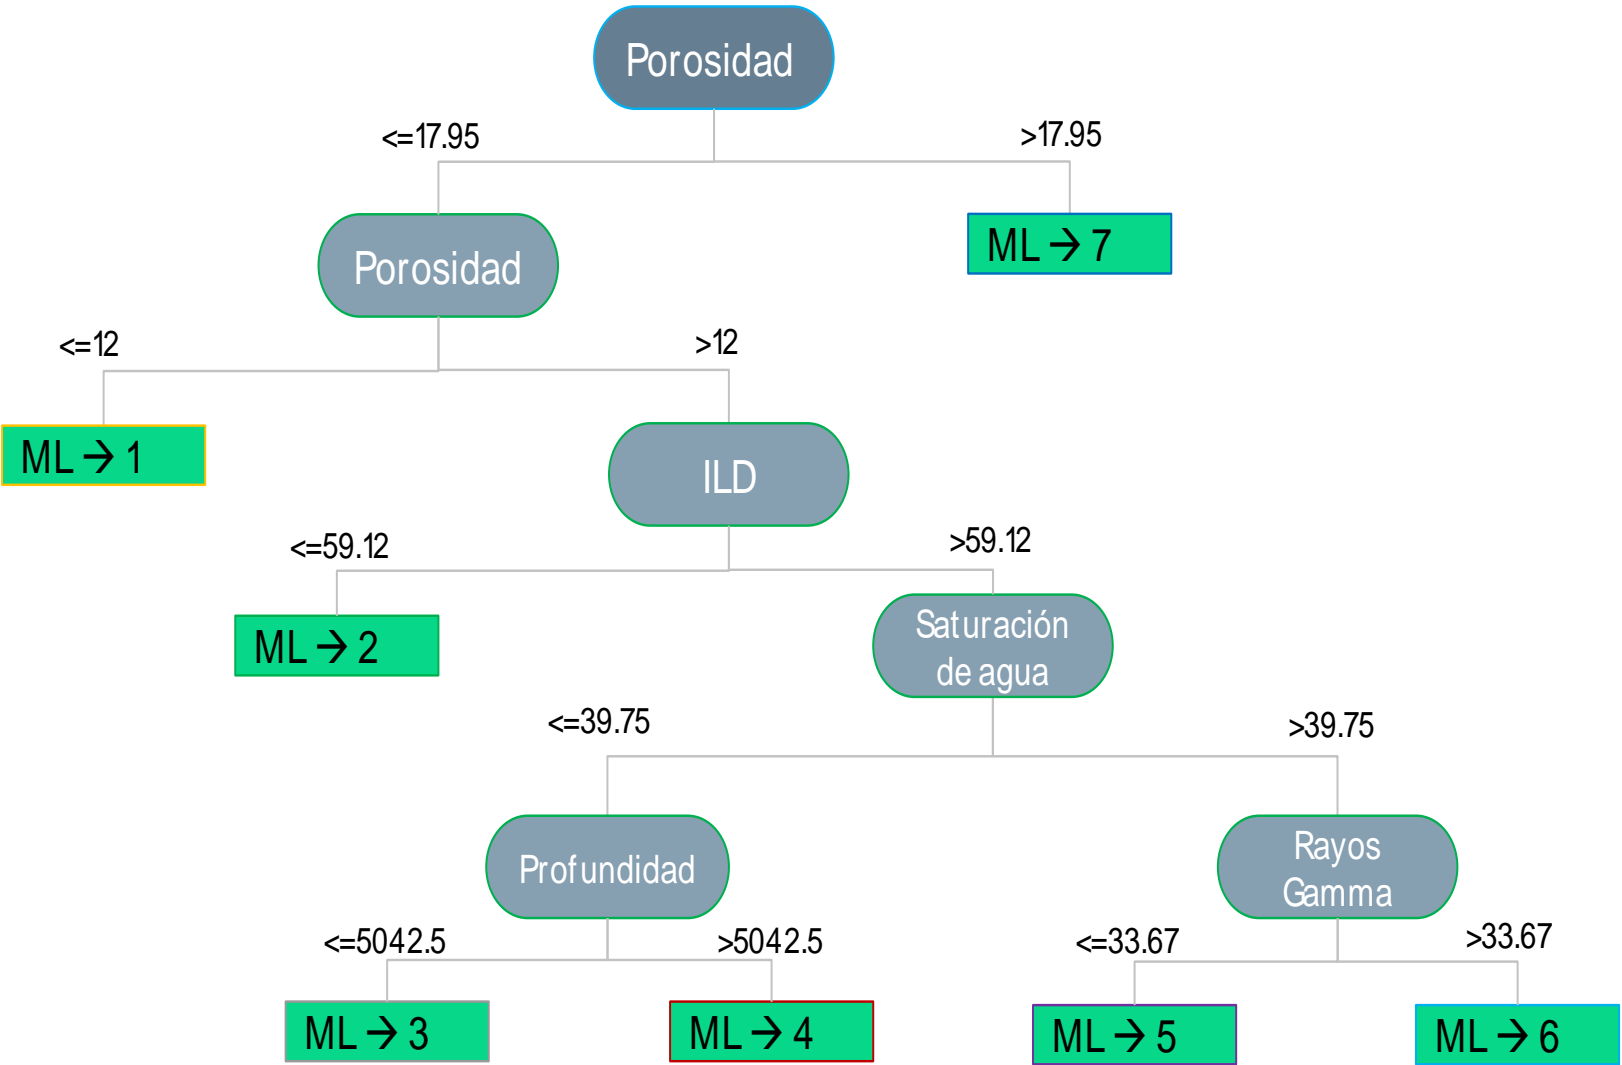 Porosidad
<=17.95
>17.95
Porosidad
ML → 7
<=12
>12
ML → 1
ILD
<=59.12
>59.12
ML → 2
Saturación
de agua
<=39.75
>39.75
Profundidad
Rayos
Gamma
<=5042.5
>5042.5
<=33.67
>33.67
ML → 3
ML → 4
ML → 5
ML → 6